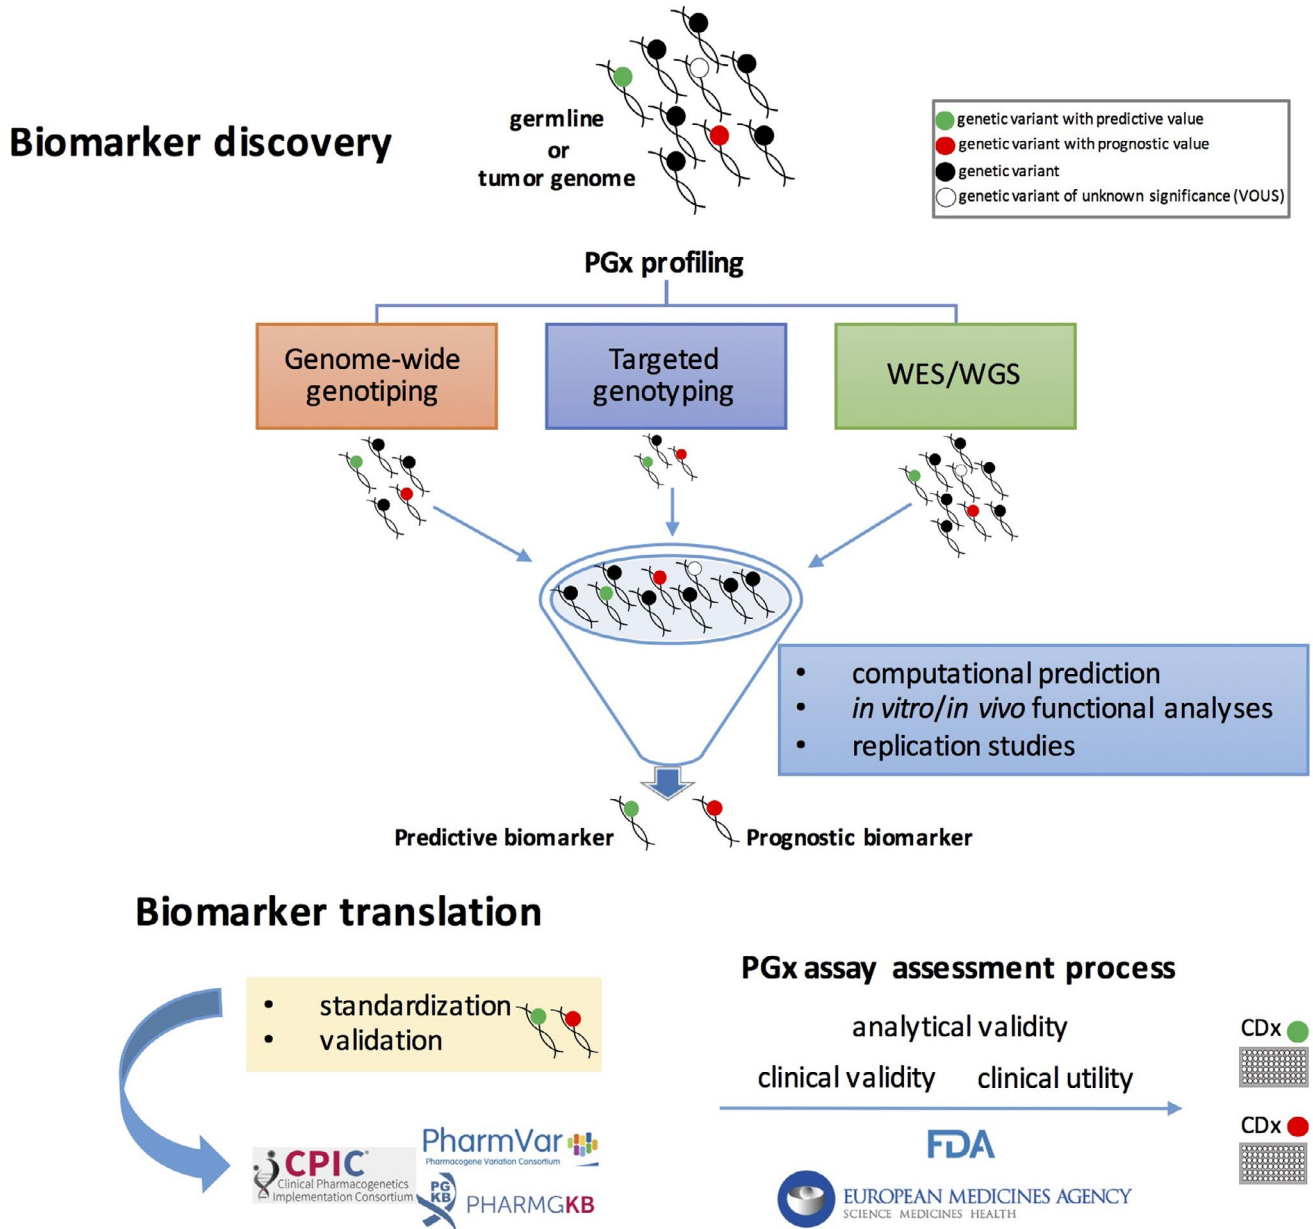 Biomarker discovery
germline
or
tumor genome
genetic variant with predictive value
genetic variant with prognostic value
genetic variant
genetic variant of unknown significance (VOUS)
PGx profiling
Genome-wide
genotiping
Targeted
genotyping
WES/WGS
• computational prediction
• in vitro/in vivo functional analyses
• replication studies
Predictive biomarker
Prognostic biomarker
Biomarker translation
• standardization
• validation
CPIC®
Clinical Pharmacogenetics
Implementation Consortium
PharmVar
Pharmacogene Variation Consortium
PG
KB
PHARMGKB
PGx assay assessment process
analytical validity
clinical validity
clinical utility
FDA
EUROPEAN MEDICINES AGENCY
SCIENCE MEDICINES HEALTH
CDx
CDx